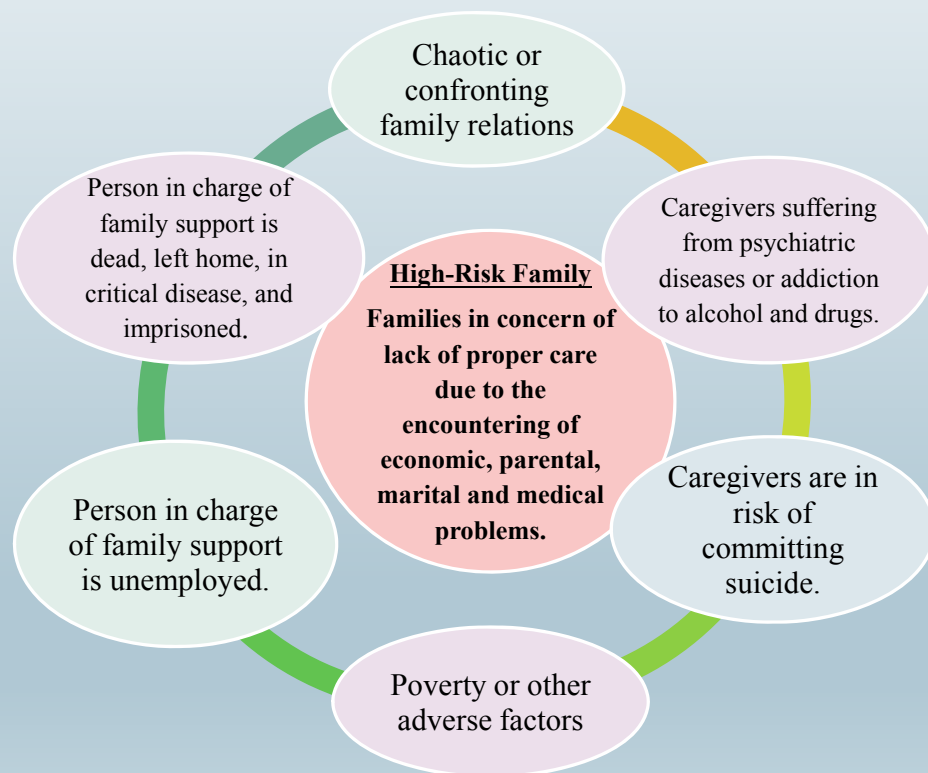 Chaotic or
confronting
family relations
Caregivers suffering
from psychiatric
diseases or addiction
to alcohol and drugs.
Caregivers are in
risk of
committing
suicide.
Poverty or other
adverse factors
Person in charge
of family support
is unemployed.
Person in charge of
family support is
dead, left home, in
critical disease, and
imprisoned.
High-Risk Family
Families in concern of
lack of proper care
due to the
encountering of
economic, parental,
marital and medical
problems.